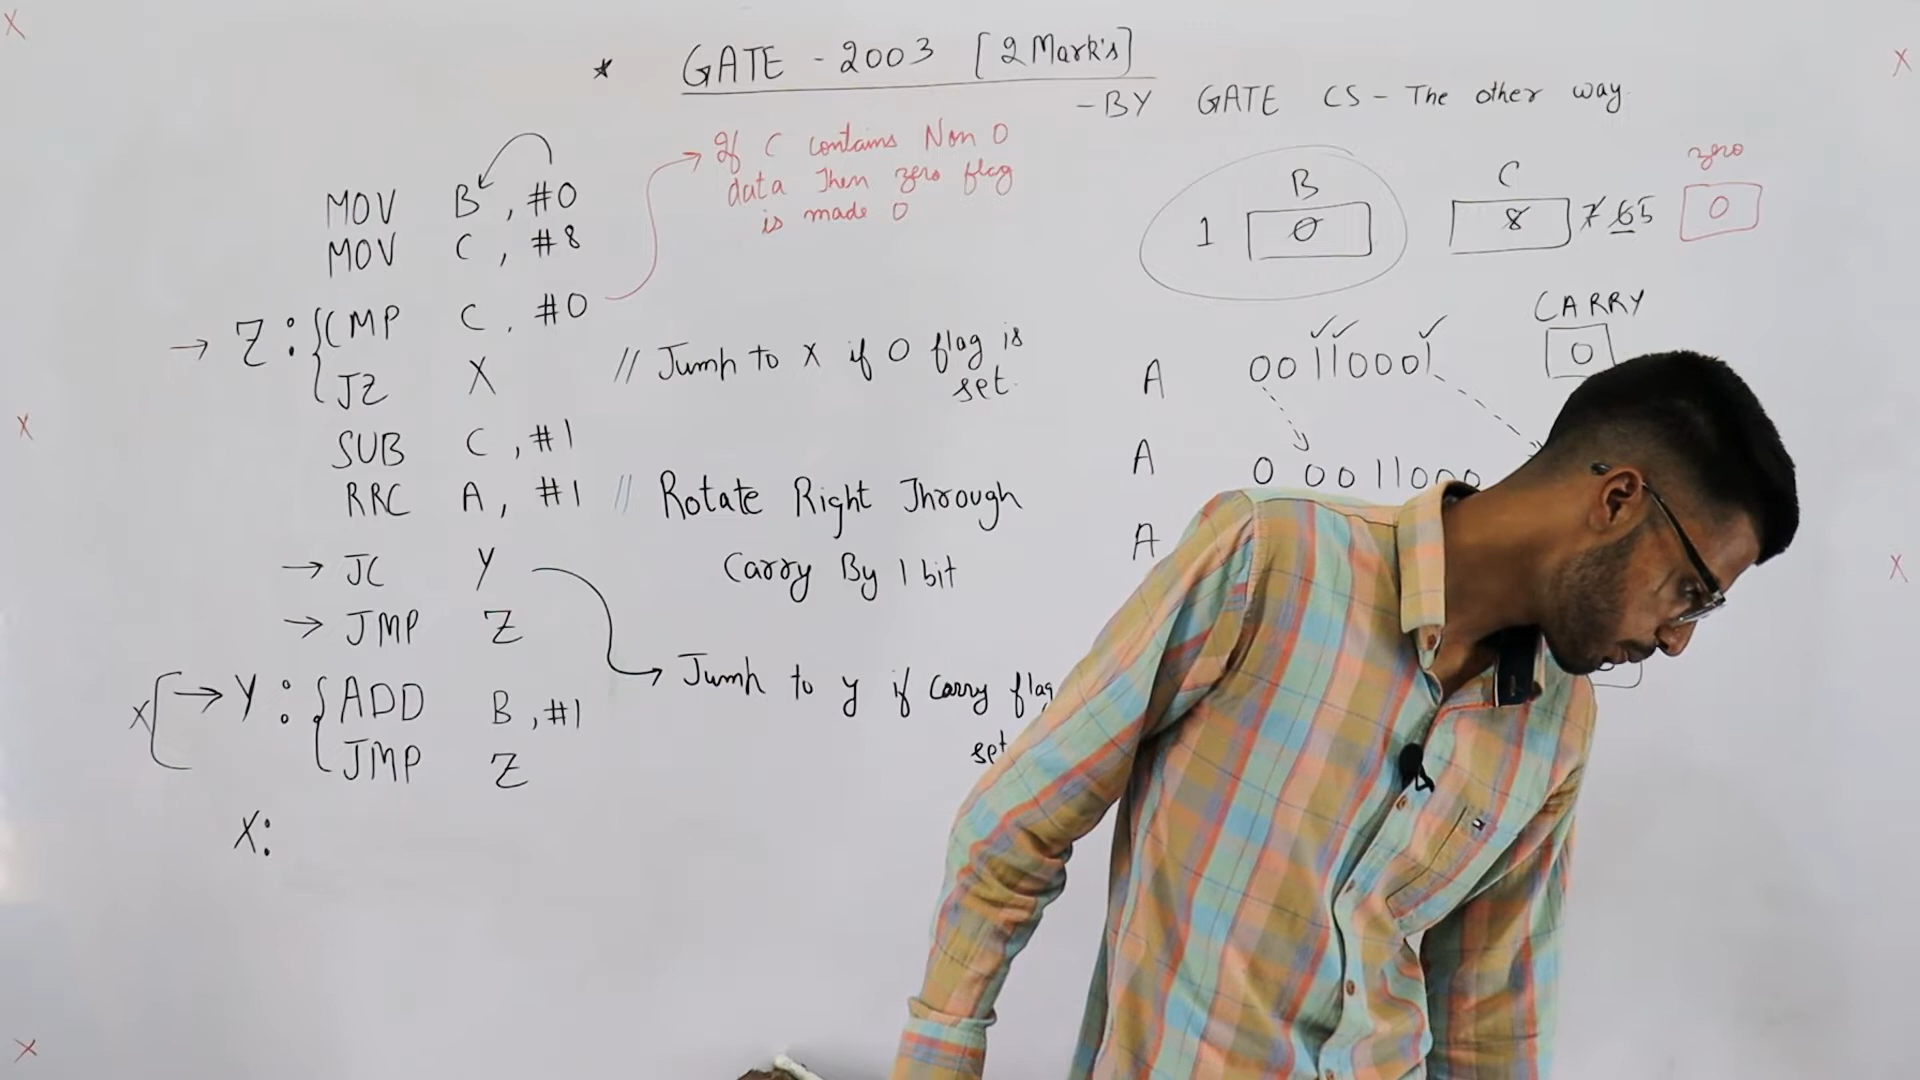 * GATE - 2003 [2 Mark's]
- BY GATE CS - The other way
MOV B, #0
MOV C, #8
Z: CMP C, #0
JZ X
SUB C, #1
RRC A, #1
JC Y
JMP Z
X Y: ADD B, #1
JMP Z
X:
If C contains Non 0
data Then zero flag
is made 0
// Jump to X if 0 flag is
set.
// Rotate Right Through
Carry By 1 bit
Jump to y if carry flag
set
B
1 0
C
8 7 6 5
zero
0
CARRY
0
A 00110001
A 00011000
A